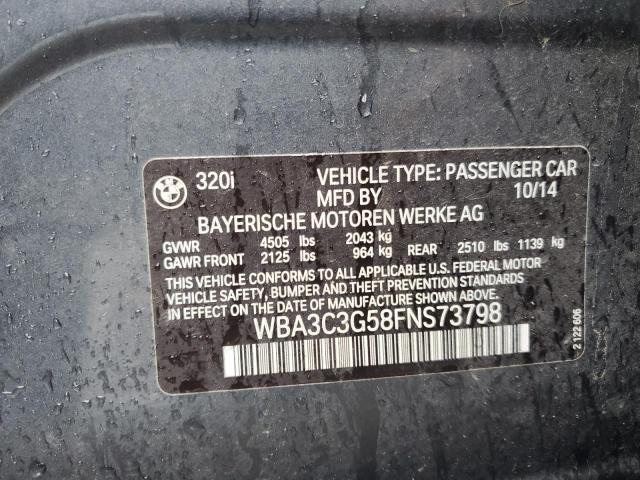 320i VEHICLE TYPE: PASSENGER CAR
MFD BY 10/14
BAYERISCHE MOTOREN WERKE AG
GVWR 4505 lbs 2043 kg
GAWR FRONT 2125 lbs 964 kg REAR 2510 lbs 1139 kg
THIS VEHICLE CONFORMS TO ALL APPLICABLE U.S. FEDERAL MOTOR
VEHICLE SAFETY, BUMPER AND THEFT PREVENTION STANDARDS
IN EFFECT ON THE DATE OF MANUFACTURE SHOWN ABOVE.
WBA3C3G58FNS73798
2 122 606